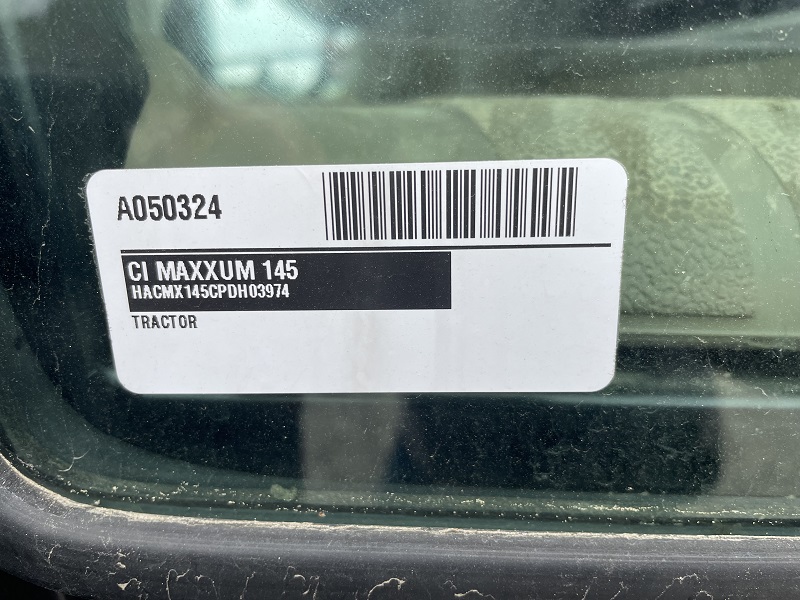 A050324
CI MAXXUM 145
HACMX145CPDH03974
TRACTOR